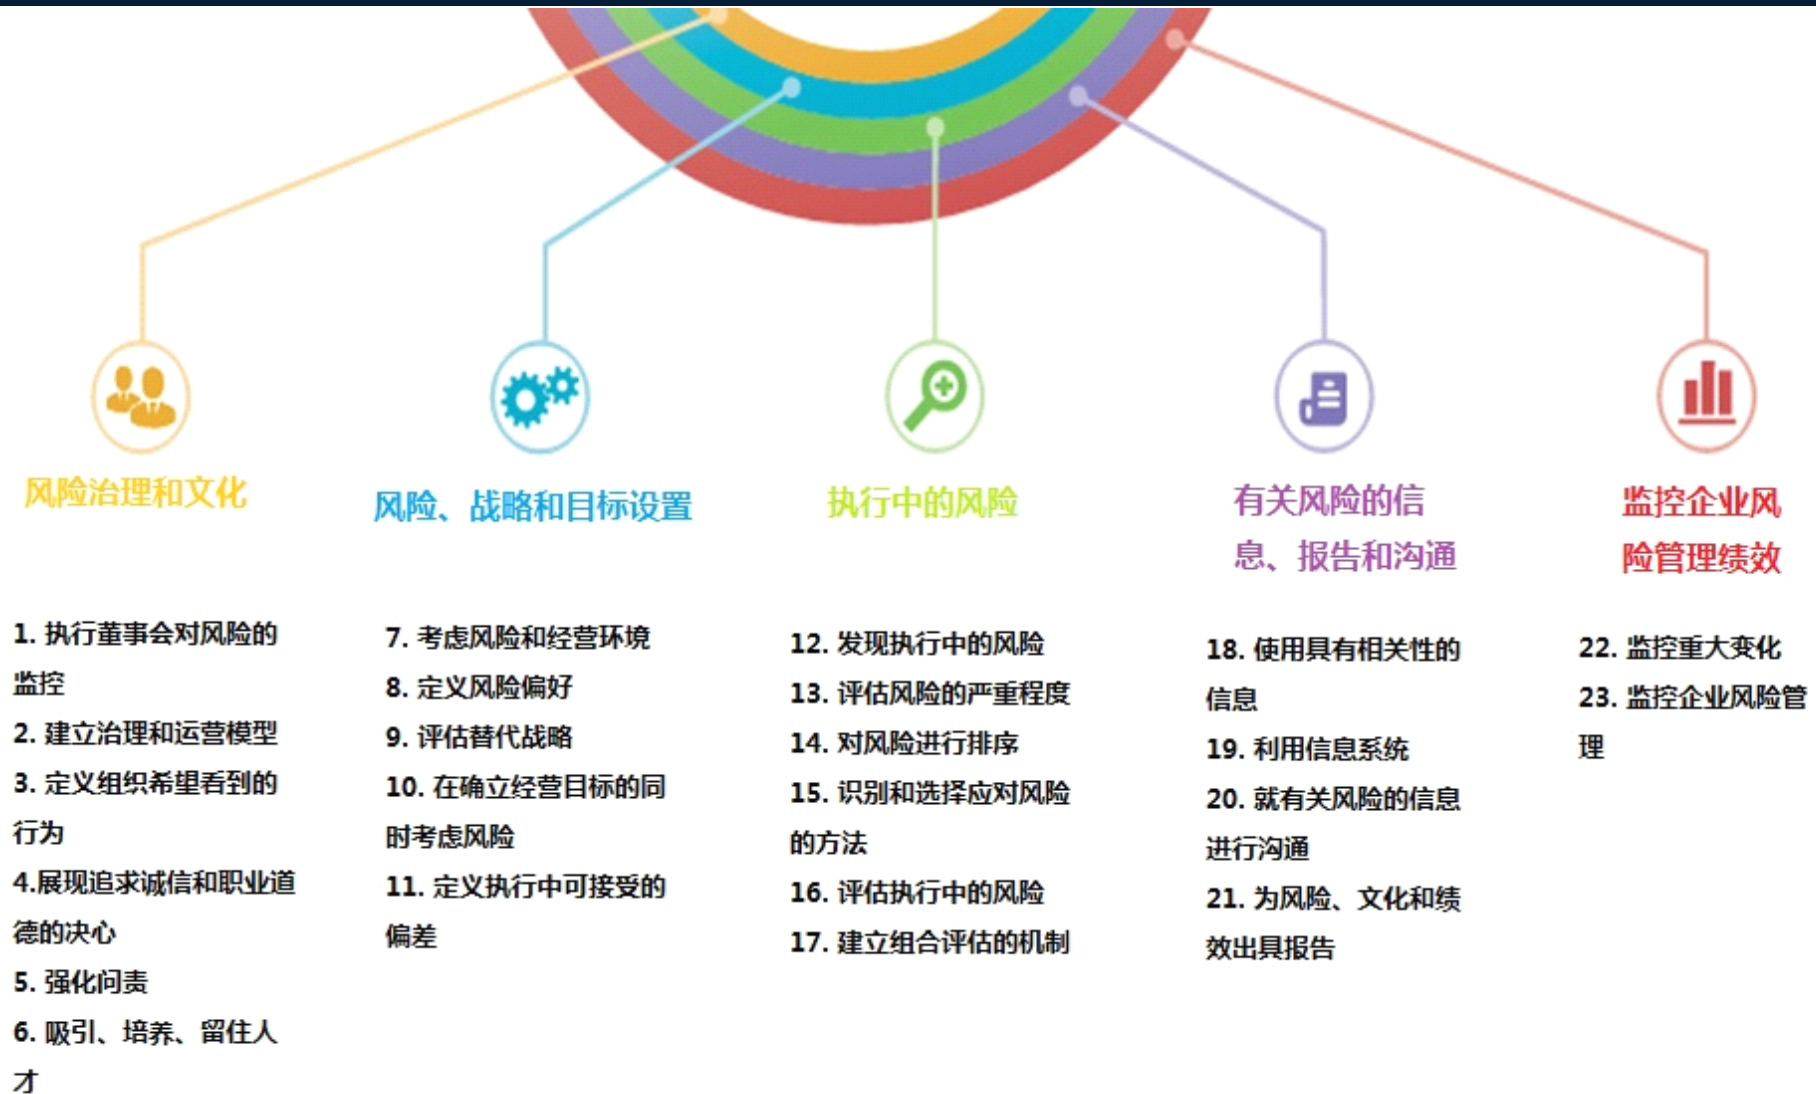 风险治理和文化
1. 执行董事会对风险的
监控
2. 建立治理和运营模型
3. 定义组织希望看到的
行为
4.展现追求诚信和职业道
德的决心
5. 强化问责
6. 吸引、培养、留住人
才
风险、战略和目标设置
7. 考虑风险和经营环境
8. 定义风险偏好
9. 评估替代战略
10. 在确立经营目标的同
时考虑风险
11. 定义执行中可接受的
偏差
执行中的风险
12. 发现执行中的风险
13. 评估风险的严重程度
14. 对风险进行排序
15. 识别和选择应对风险
的方法
16. 评估执行中的风险
17. 建立组合评估的机制
有关风险的信
息、报告和沟通
18. 使用具有相关性的
信息
19. 利用信息系统
20. 就有关风险的信息
进行沟通
21. 为风险、文化和绩
效出具报告
监控企业风
险管理绩效
22. 监控重大变化
23. 监控企业风险管
理